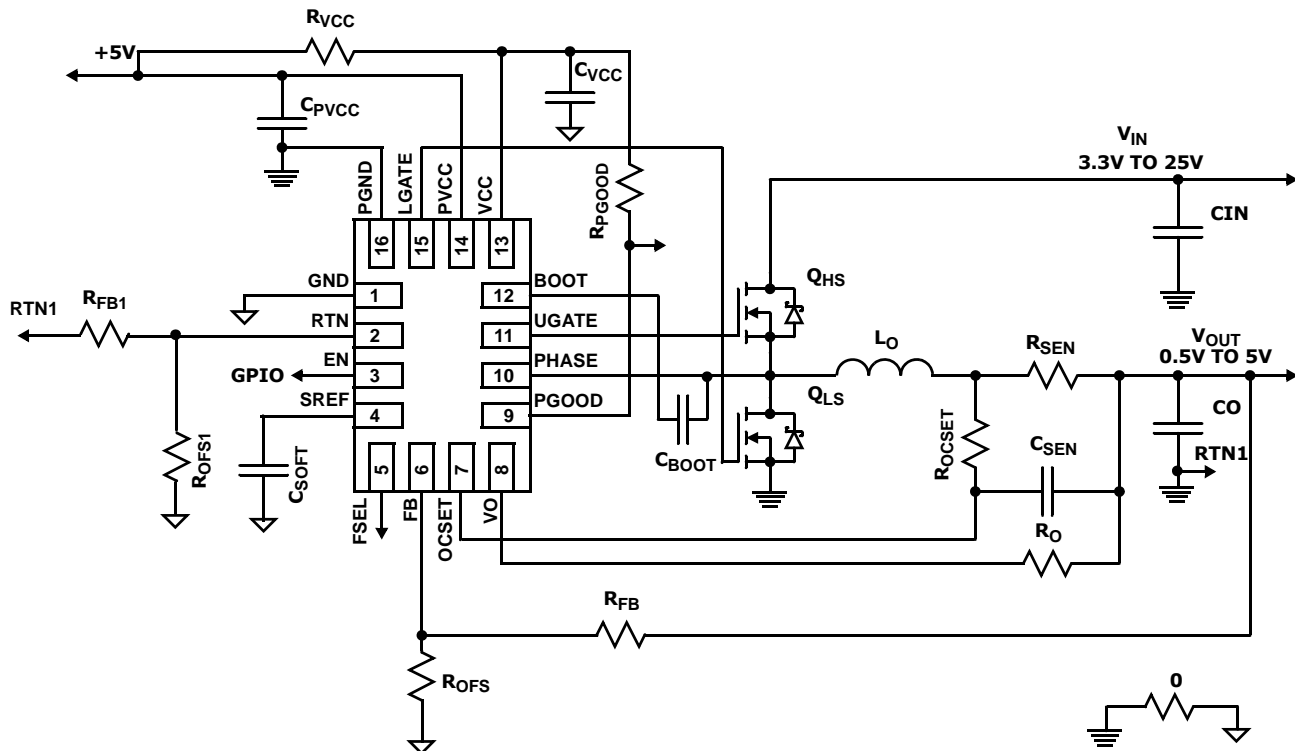 RVCC
+5V
CVCC
CPVCC
VIN
3.3V TO 25V
PGND
LGATE
PVCC
VCC
RPGOOD
CIN
16
15
14
13
QHS
GND
1
12
BOOT
RTN1
RFB1
RTN
2
11
UGATE
LO
RSEN
VOUT
0.5V TO 5V
GPIO
EN
3
10
PHASE
QLS
SREF
4
9
PGOOD
CO
ROFS1
CSOFT
5
6
7
8
CBOOT
ROCSET
CSEN
RTN1
FSEL
FB
OCSET
VO
RO
RFB
ROFS
0